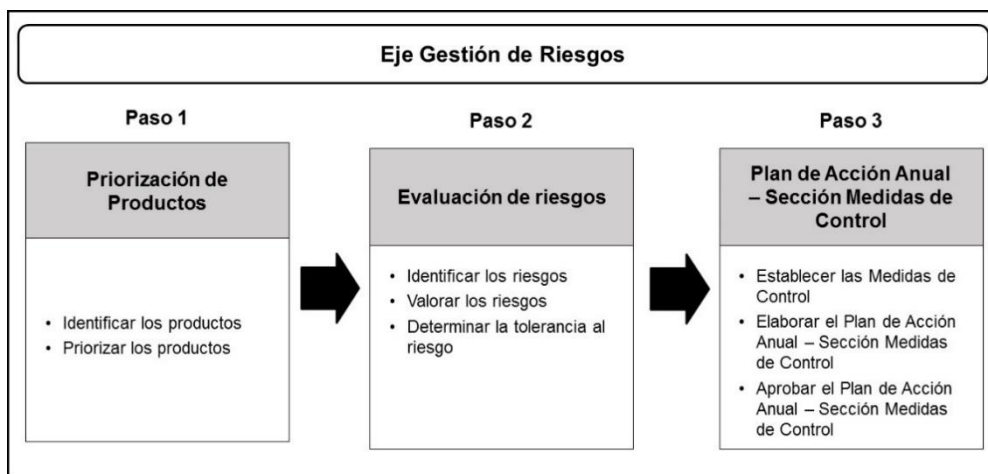 Eje Gestión de Riesgos
Paso 1
Priorización de
Productos
• Identificar los productos
• Priorizar los productos
Paso 2
Evaluación de riesgos
• Identificar los riesgos
• Valorar los riesgos
• Determinar la tolerancia al
riesgo
Paso 3
Plan de Acción Anual
– Sección Medidas de
Control
• Establecer las Medidas de
Control
• Elaborar el Plan de Acción
Anual – Sección Medidas
de Control
• Aprobar el Plan de Acción
Anual – Sección Medidas
de Control